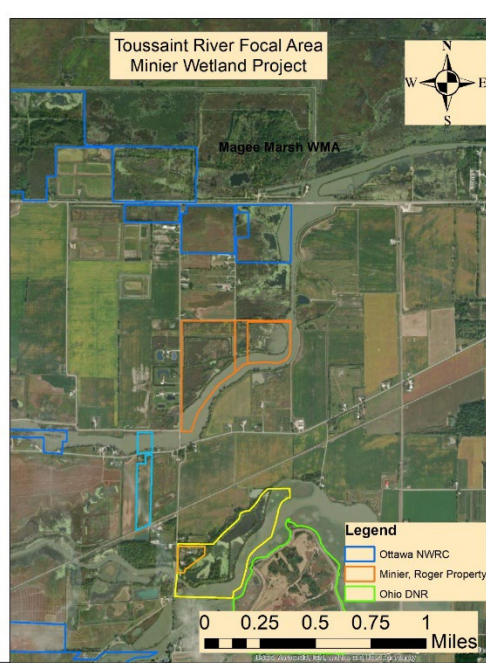 Toussaint River Focal Area
Minier Wetland Project
N
W E
S
Magee Marsh WMA
Legend
Ottawa NWRC
Minier, Roger Property
Ohio DNR
0 0.25 0.5 0.75 1
Miles